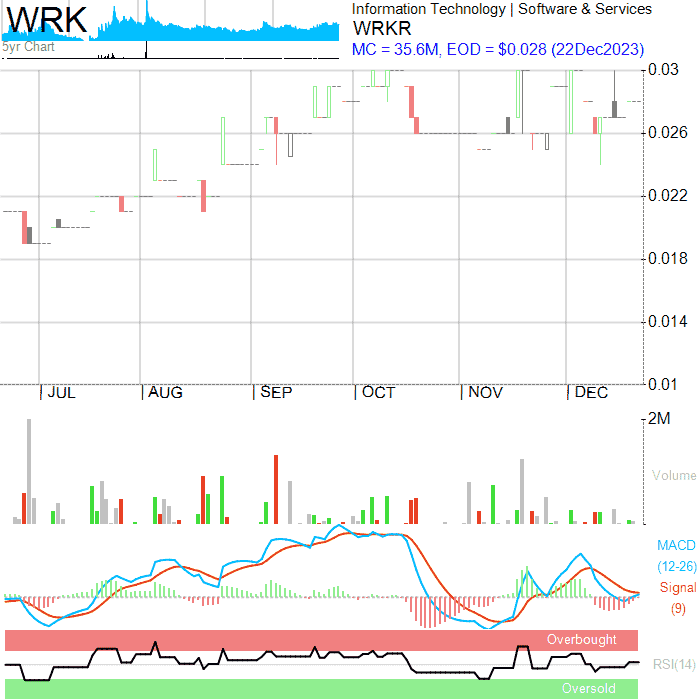 WRK
5yr Chart
Information Technology | Software & Services
WRKR
MC = 35.6M, EOD = $0.028 (22Dec2023)
0.03
0.026
0.022
0.018
0.014
0.01
JUL AUG SEP OCT NOV DEC
2M
Volume
MACD
(12-26)
Signal
(9)
Overbought
RSI(14)
Oversold